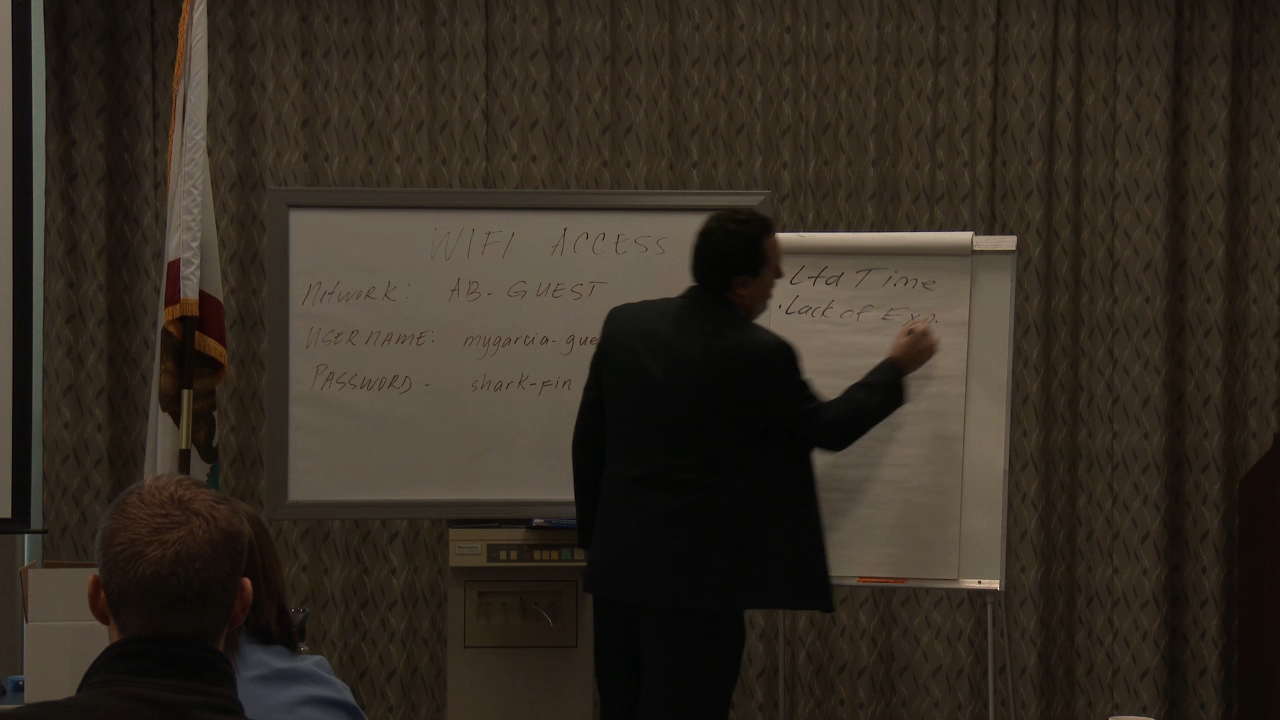 WIFI ACCESS
Network: AB-GUEST
USERNAME: mygarcia-gue
PASSWORD - shark-fin
Ltd Time
·Lack of Exp.